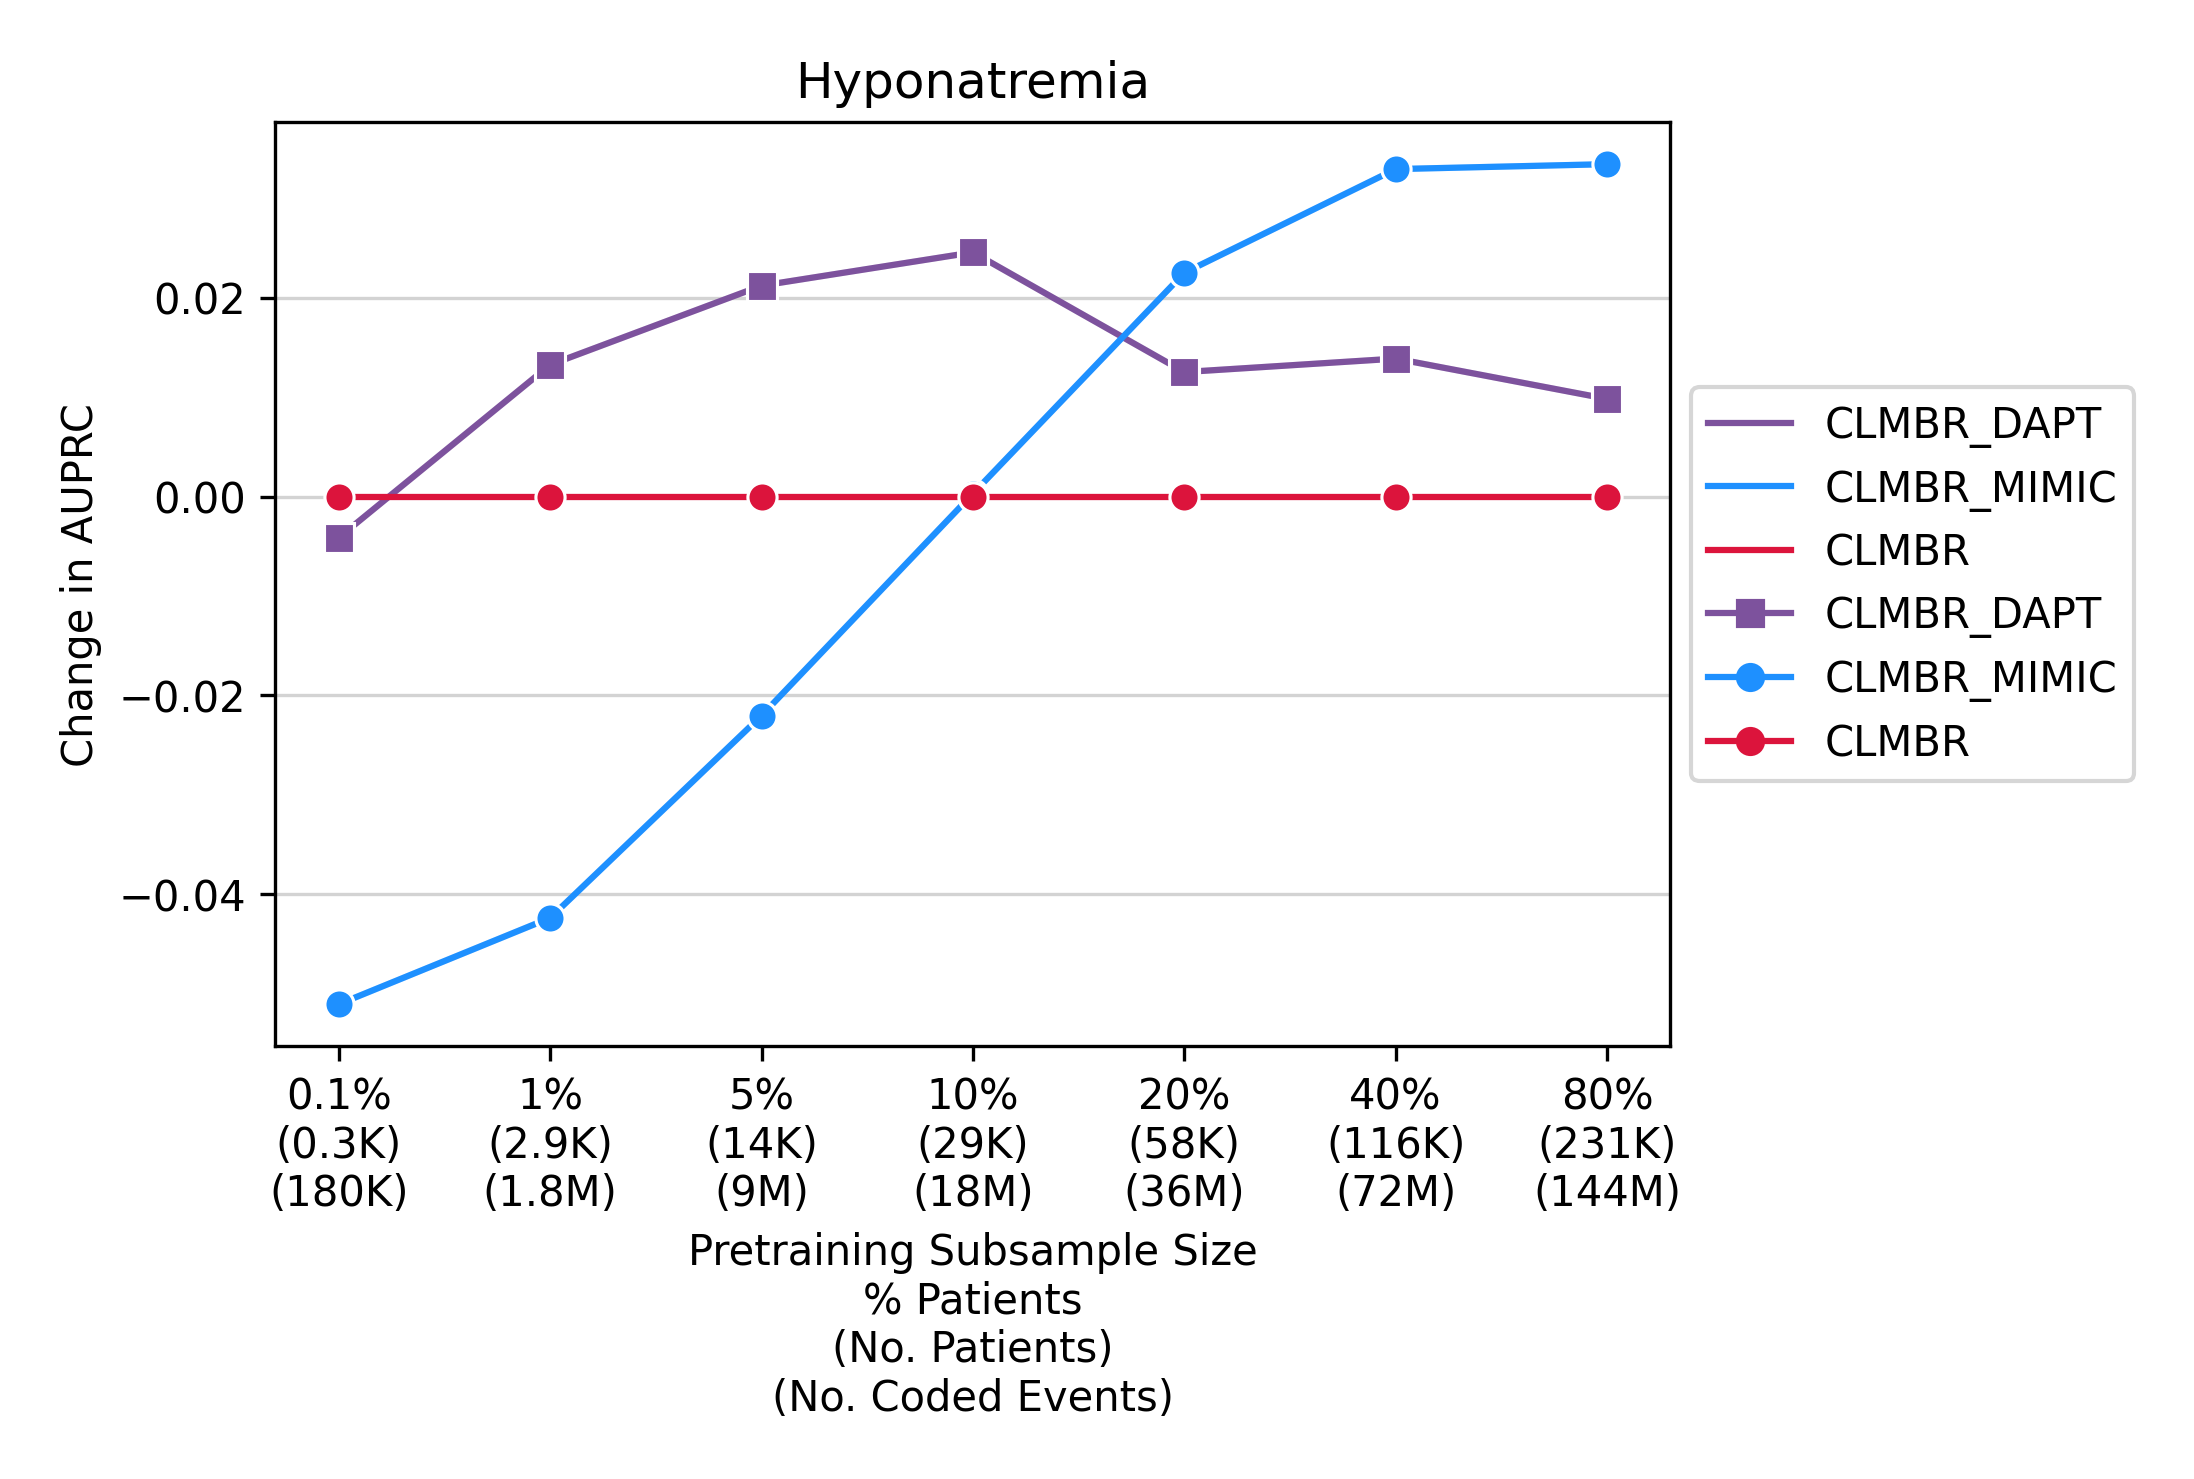 Hyponatremia
Change in AUPRC
0.02
0.00
−0.02
−0.04
0.1% 1% 5% 10% 20% 40% 80%
(0.3K) (2.9K) (14K) (29K) (58K) (116K) (231K)
(180K) (1.8M) (9M) (18M) (36M) (72M) (144M)
Pretraining Subsample Size
% Patients
(No. Patients)
(No. Coded Events)
CLMBR_DAPT
CLMBR_MIMIC
CLMBR
CLMBR_DAPT
CLMBR_MIMIC
CLMBR